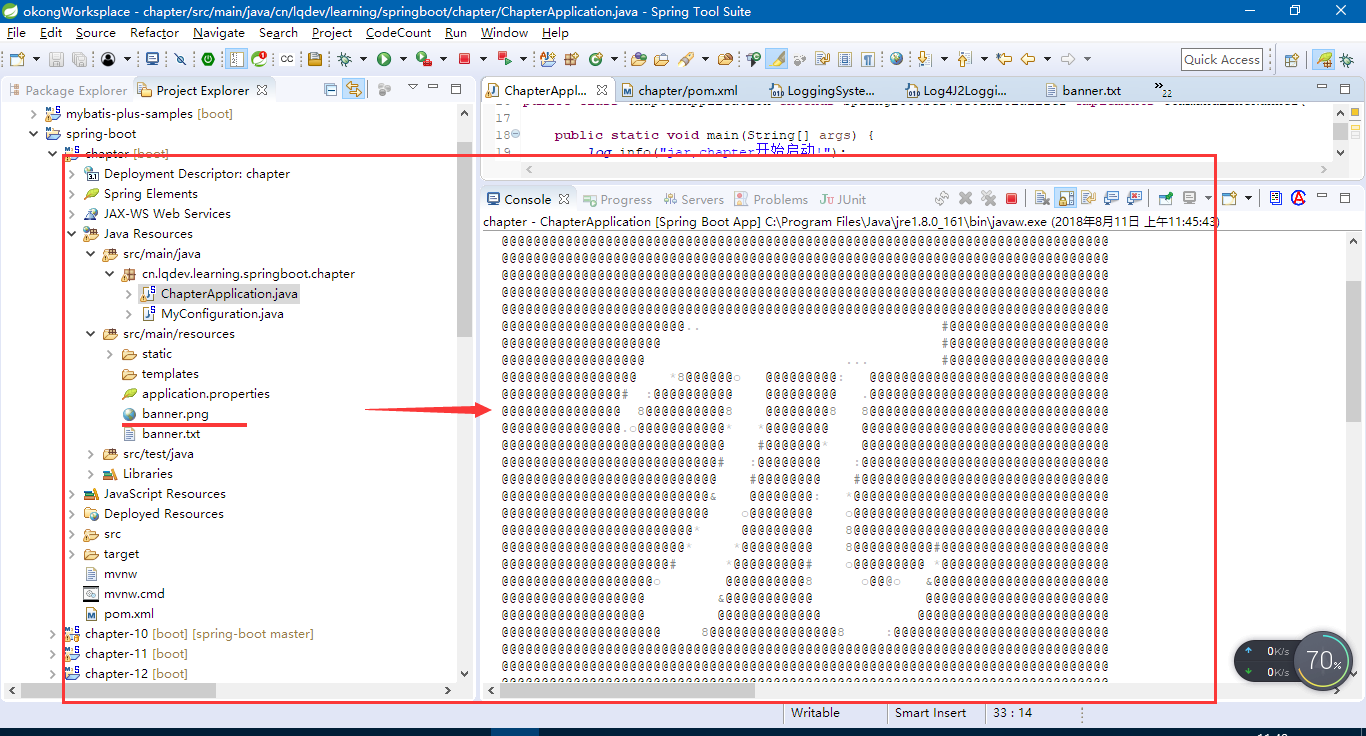 okongWorksplace - chapter/src/main/java/cn/lqdev/learning/springboot/chapter/ChapterApplication.java - Spring Tool Suite
File Edit Source Refactor Navigate Search Project CodeCount Run Window Help
Quick Access
Package Explorer Project Explorer
mybatis-plus-samples [boot]
spring-boot
chapter [boot]
Deployment Descriptor: chapter
Spring Elements
JAX-WS Web Services
Java Resources
src/main/java
cn.lqdev.learning.springboot.chapter
ChapterApplication.java
MyConfiguration.java
src/main/resources
static
templates
application.properties
banner.png
banner.txt
src/test/java
Libraries
JavaScript Resources
Deployed Resources
src
target
mvnw
mvnw.cmd
pom.xml
chapter-10 [boot] [spring-boot master]
chapter-11 [boot]
chapter-12 [boot]
ChapterAppl... chapter/pom.xml LoggingSyste... Log4J2Loggi... banner.txt 22
17
18 public static void main(String[] args) {
19 log.info("jar,chapter开始启动!");
Console Progress Servers Problems JUnit
chapter - ChapterApplication [Spring Boot App] C:\Program Files\Java\jre1.8.0_161\bin\javaw.exe (2018年8月11日 上午11:45:43)
0K/s
0K/s
70%
Writable Smart Insert 33 : 14